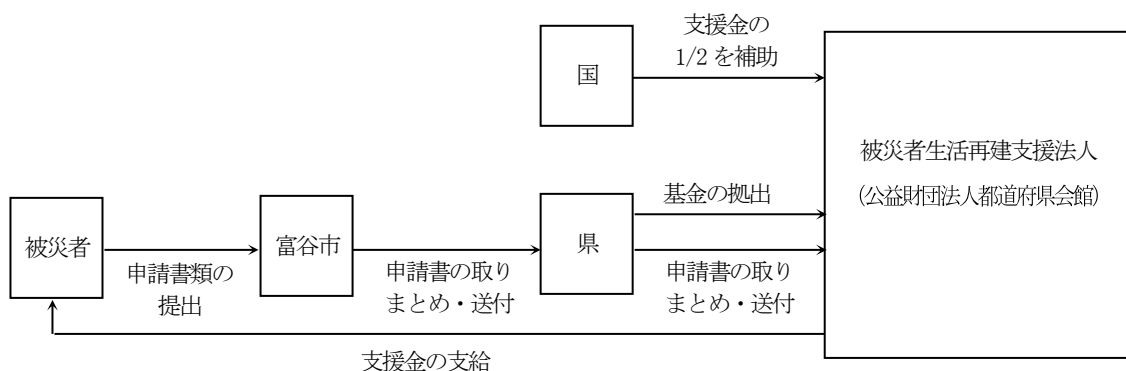 支援金の
1/2 を補助
国
被災者生活再建支援法人
（公益財団法人都道府県会館）
基金の拠出
被災者
富谷市
県
申請書類の
提出
申請書の取り
まとめ・送付
申請書の取り
まとめ・送付
支援金の支給